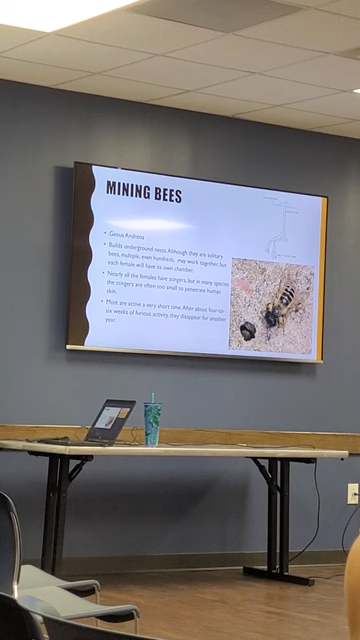 MINING BEES
• Genus Andrena
• Builds underground nests. Although they are solitary
bees, multiple, even hundreds, may work together, but
each female will have its own chamber.
• Nearly all the females have stingers, but in many species
the stingers are often too small to penetrate human
skin.
• Most are active a very short time. After about four-to-
six weeks of furious activity, they disappear for another
year.